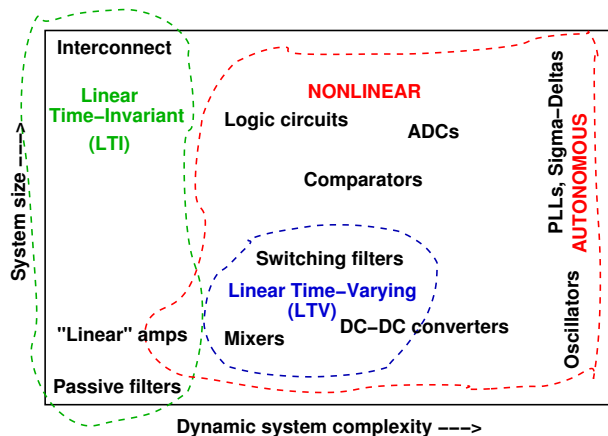 Interconnect
Linear
Time-Invariant
(LTI)
NONLINEAR
Logic circuits
ADCs
Comparators
PLLs, Sigma-Deltas
AUTONOMOUS
System size --->
Switching filters
Linear Time-Varying
(LTV)
DC-DC converters
Mixers
"Linear" amps
Oscillators
Passive filters
Dynamic system complexity --->